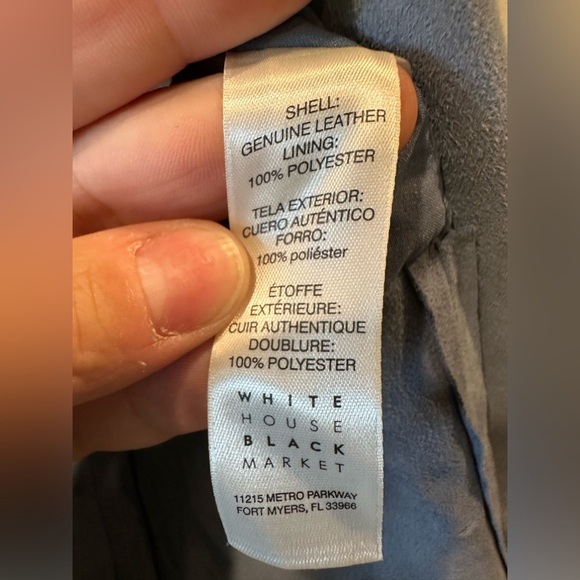 SHELL:
GENUINE LEATHER
LINING:
100% POLYESTER
TELA EXTERIOR:
CUERO AUTÉNTICO
FORRO:
100% poliéster
ÉTOFFE
EXTÉRIEURE:
CUIR AUTHENTIQUE
DOUBLURE:
100% POLYESTER
WHITE
HOUSE
BLACK
MARKET
11215 METRO PARKWAY
FORT MYERS, FL 33966